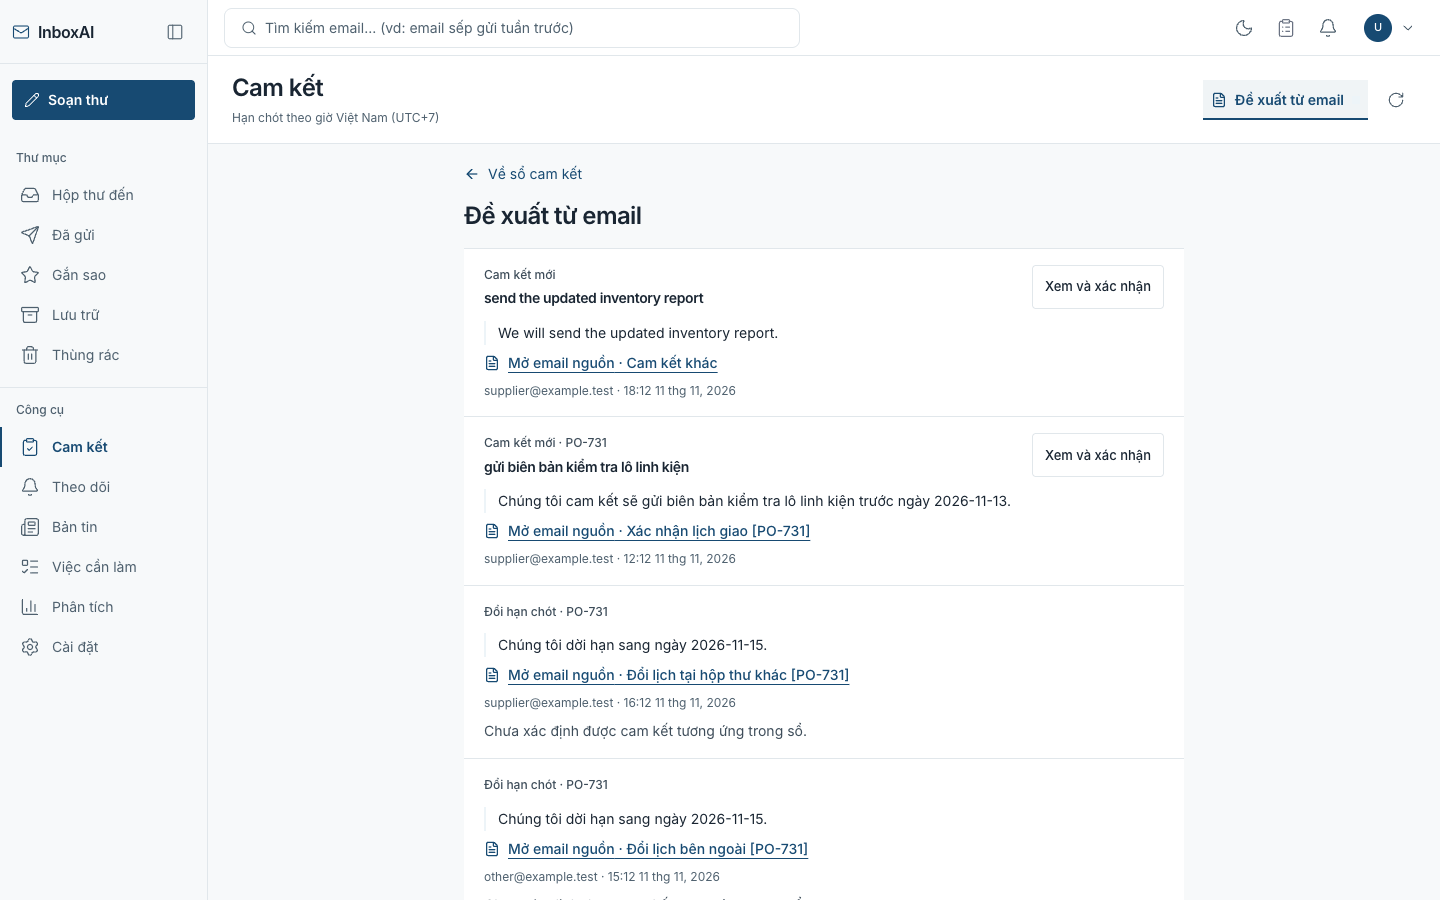 InboxAI
Tìm kiếm email... (vd: email sếp gửi tuần trước)
U
Soạn thư
Thư mục
Hộp thư đến
Đã gửi
Gắn sao
Lưu trữ
Thùng rác
Công cụ
Cam kết
Theo dõi
Bản tin
Việc cần làm
Phân tích
Cài đặt
Cam kết
Hạn chót theo giờ Việt Nam (UTC+7)
Đề xuất từ email
Về sổ cam kết
Đề xuất từ email
Cam kết mới
send the updated inventory report
Xem và xác nhận
We will send the updated inventory report.
Mở email nguồn · Cam kết khác
supplier@example.test · 18:12 11 thg 11, 2026
Cam kết mới · PO-731
gửi biên bản kiểm tra lô linh kiện
Xem và xác nhận
Chúng tôi cam kết sẽ gửi biên bản kiểm tra lô linh kiện trước ngày 2026-11-13.
Mở email nguồn · Xác nhận lịch giao [PO-731]
supplier@example.test · 12:12 11 thg 11, 2026
Đổi hạn chót · PO-731
Chúng tôi dời hạn sang ngày 2026-11-15.
Mở email nguồn · Đổi lịch tại hộp thư khác [PO-731]
supplier@example.test · 16:12 11 thg 11, 2026
Chưa xác định được cam kết tương ứng trong sổ.
Đổi hạn chót · PO-731
Chúng tôi dời hạn sang ngày 2026-11-15.
Mở email nguồn · Đổi lịch bên ngoài [PO-731]
other@example.test · 15:12 11 thg 11, 2026